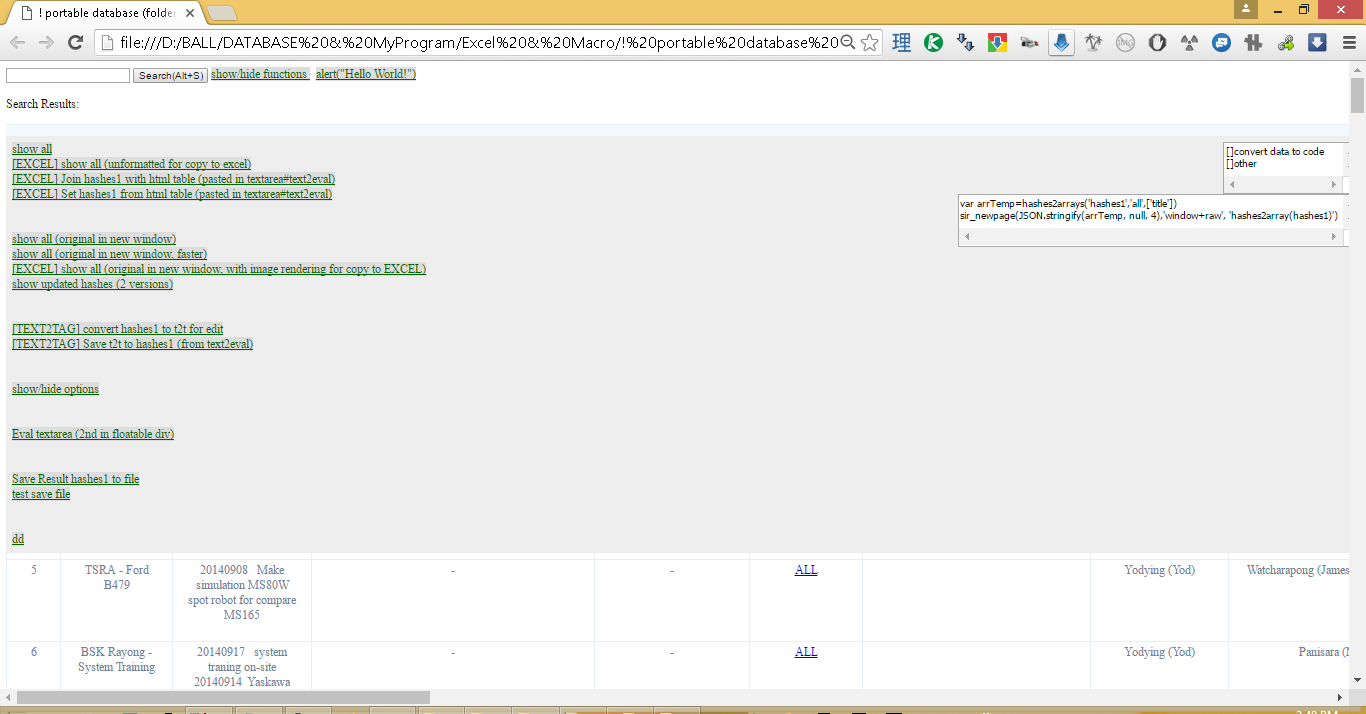 ! portable database (folder
file:///D:/BALL/DATABASE%20&%20MyProgram/Excel%20&%20Macro/!%20portable%20database%20
理
K
IMG
Search(Alt+S) show/hide functions alert("Hello World!")
Search Results:
show all
[EXCEL] show all (unformatted for copy to excel)
[EXCEL] Join hashes1 with html table (pasted in textarea#text2eval)
[EXCEL] Set hashes1 from html table (pasted in textarea#text2eval)
[]convert data to code
[]other
var arrTemp=hashes2arrays('hashes1','all',['title'])
sir_newpage(JSON.stringify(arrTemp, null, 4),'window+raw', 'hashes2array(hashes1)')
show all (original in new window)
show all (original in new window, faster)
[EXCEL] show all (original in new window, with image rendering for copy to EXCEL)
show updated hashes (2 versions)
[TEXT2TAG] convert hashes1 to t2t for edit
[TEXT2TAG] Save t2t to hashes1 (from text2eval)
show/hide options
Eval textarea (2nd in floatable div)
Save Result hashes1 to file
test save file
dd
5 TSRA - Ford 20140908 Make - - ALL Yodying (Yod) Watcharapong (James
B479 simulation MS80W
spot robot for compare
MS165
6 BSK Rayong - 20140917 system - - ALL Yodying (Yod) Panisara (
System Training traning on-site
20140914 Yaskawa